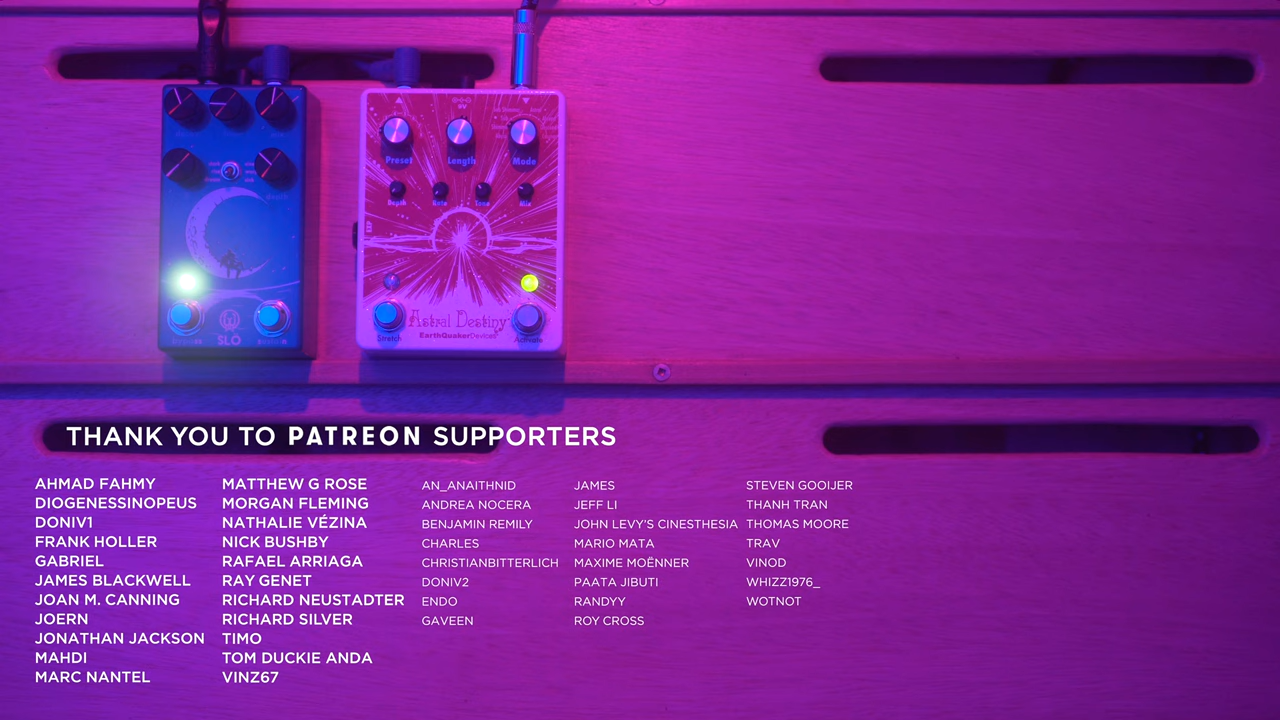 9V
Preset
Length
Mode
Depth
Rate
Tone
Mix
EXP
SLÖ
Astral Destiny
EarthQuakerDevices
Stretch
Activate
THANK YOU TO PATREON SUPPORTERS
AHMAD FAHMY
DIOGENESSINOPEUS
DONIV1
FRANK HOLLER
GABRIEL
JAMES BLACKWELL
JOAN M. CANNING
JOERN
JONATHAN JACKSON
MAHDI
MARC NANTEL
MATTHEW G ROSE
MORGAN FLEMING
NATHALIE VÉZINA
NICK BUSHBY
RAFAEL ARRIAGA
RAY GENET
RICHARD NEUSTADTER
RICHARD SILVER
TIMO
TOM DUCKIE ANDA
VINZ67
AN_ANAITHNID
ANDREA NOCERA
BENJAMIN REMILY
CHARLES
CHRISTIANBITTERLICH
DONIV2
ENDO
GAVEEN
JAMES
JEFF LI
JOHN LEVY'S CINESTHESIA
MARIO MATA
MAXIME MOËNNER
PAATA JIBUTI
RANDYY
ROY CROSS
STEVEN GOOIJER
THANH TRAN
THOMAS MOORE
TRAV
VINOD
WHIZZ1976_
WOTNOT